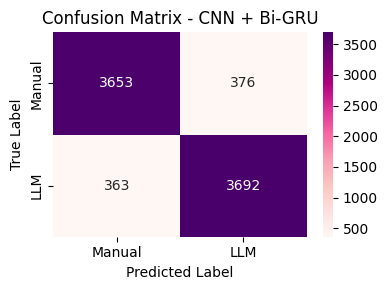 Confusion Matrix - CNN + Bi-GRU
True Label
Manual
LLM
3653
376
363
3692
Manual
LLM
Predicted Label
3500
3000
2500
2000
1500
1000
500